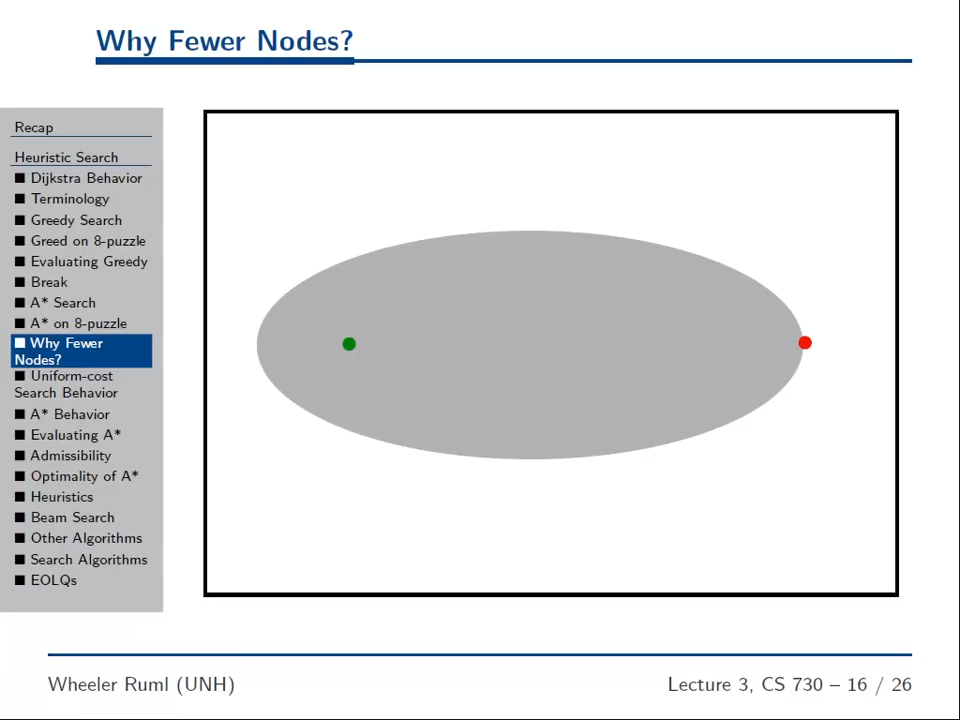 Why Fewer Nodes?
Recap
Heuristic Search
■ Dijkstra Behavior
■ Terminology
■ Greedy Search
■ Greed on 8-puzzle
■ Evaluating Greedy
■ Break
■ A* Search
■ A* on 8-puzzle
■ Why Fewer
Nodes?
■ Uniform-cost
Search Behavior
■ A* Behavior
■ Evaluating A*
■ Admissibility
■ Optimality of A*
■ Heuristics
■ Beam Search
■ Other Algorithms
■ Search Algorithms
■ EOLQs
Wheeler Ruml (UNH)
Lecture 3, CS 730 – 16 / 26